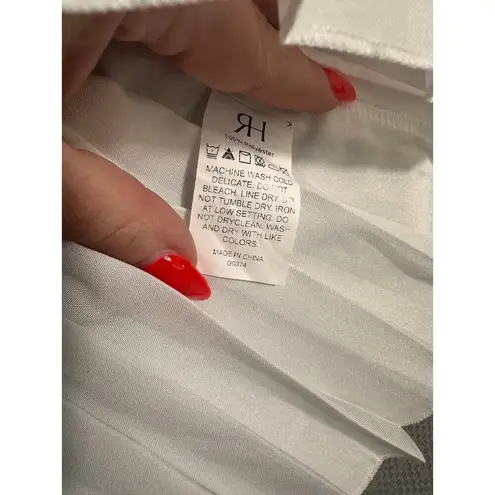 RH
100% Polyester
MACHINE WASH COLD
DELICATE. DO NOT
BLEACH. LINE DRY. DO
NOT TUMBLE DRY. IRON
AT LOW SETTING. DO
NOT DRYCLEAN. WASH
AND DRY WITH LIKE
COLORS.
MADE IN CHINA